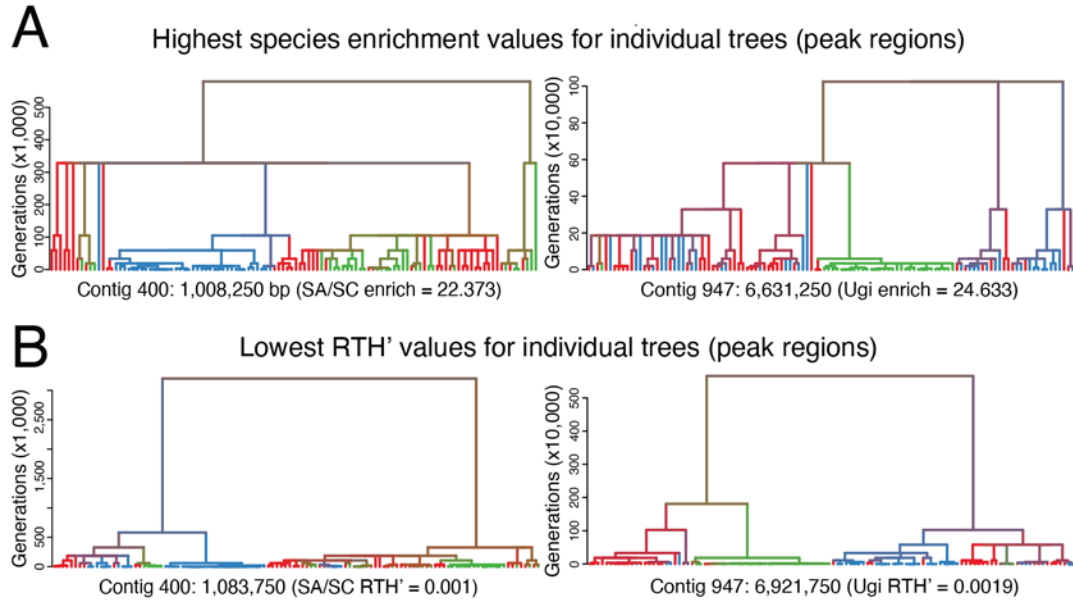 A
Highest species enrichment values for individual trees (peak regions)
Generations (x1,000)
500
400
300
200
100
0
Contig 400: 1,008,250 bp (SA/SC enrich = 22.373)
Generations (x10,000)
100
80
60
40
20
0
Contig 947: 6,631,250 (Ugi enrich = 24.633)
B
Lowest RTH’ values for individual trees (peak regions)
Generations (x1,000)
2,500
1,500
500
0
Contig 400: 1,083,750 (SA/SC RTH’ = 0.001)
Generations (x10,000)
500
400
300
200
100
0
Contig 947: 6,921,750 (Ugi RTH’ = 0.0019)